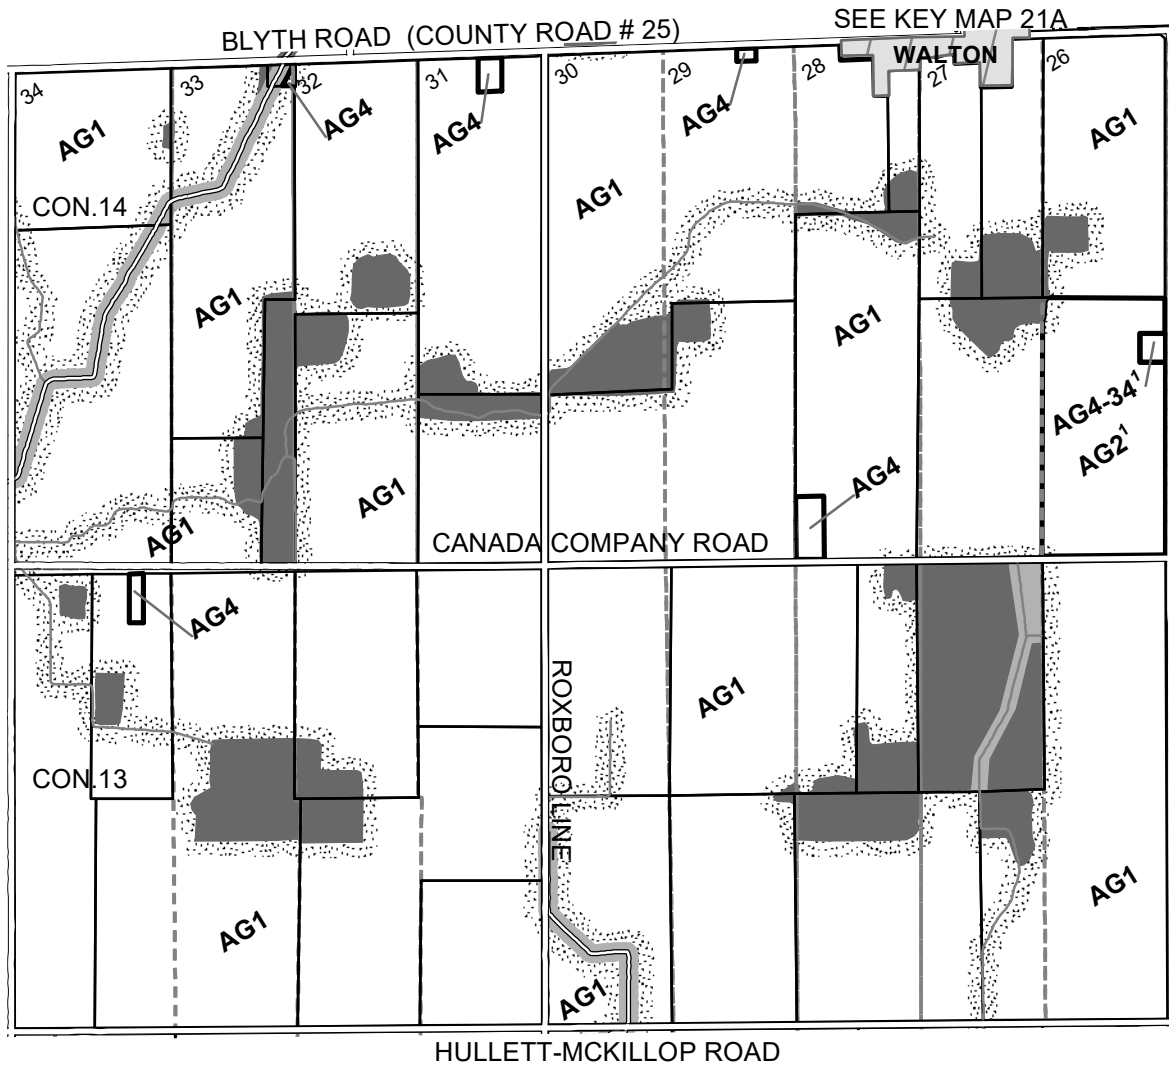 SEE KEY MAP 21A
BLYTH ROAD (COUNTY ROAD # 25)
WALTON
34
33
32
31
30
29
28
27
26
AG1
AG4
AG4
AG4
AG1
CON.14
AG1
AG1
AG1
AG4-34¹
AG2¹
AG4
AG1
AG1
CANADA COMPANY ROAD
AG4
ROXBORO LINE
AG1
CON.13
AG1
AG1
AG1
HULLETT-MCKILLOP ROAD